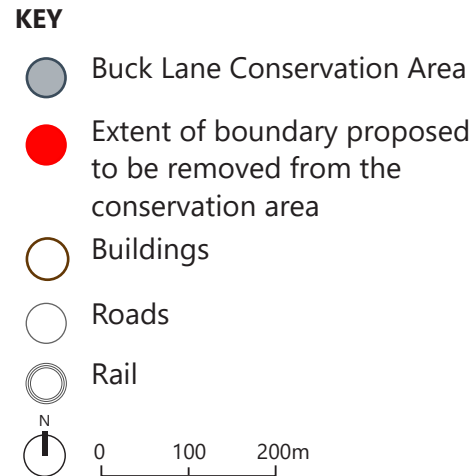 KEY
Buck Lane Conservation Area
Extent of boundary proposed
to be removed from the
conservation area
Buildings
Roads
Rail
N
0 100 200m